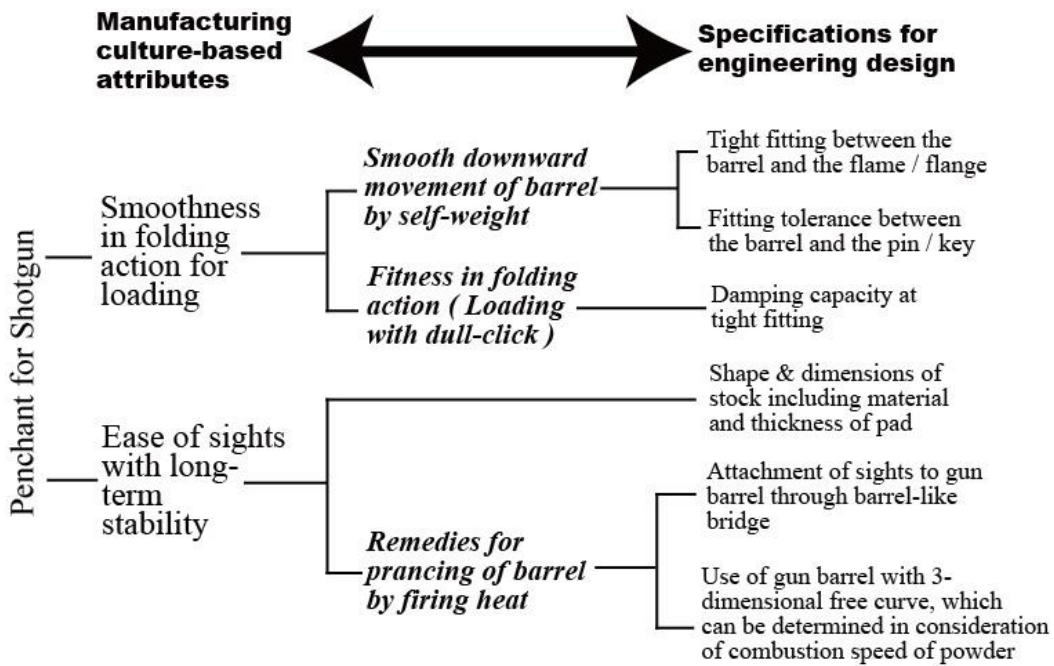 Manufacturing
culture-based
attributes
Specifications for
engineering design
Penchant for Shotgun
Smoothness
in folding
action for
loading
Smooth downward
movement of barrel
by self-weight
Tight fitting between the
barrel and the flame / flange
Fitting tolerance between
the barrel and the pin / key
Fitness in folding
action ( Loading
with dull-click )
Damping capacity at
tight fitting
Ease of sights
with long-
term
stability
Shape & dimensions of
stock including material
and thickness of pad
Remedies for
prancing of barrel
by firing heat
Attachment of sights to gun
barrel through barrel-like
bridge
Use of gun barrel with 3-
dimensional free curve, which
can be determined in consideration
of combustion speed of powder